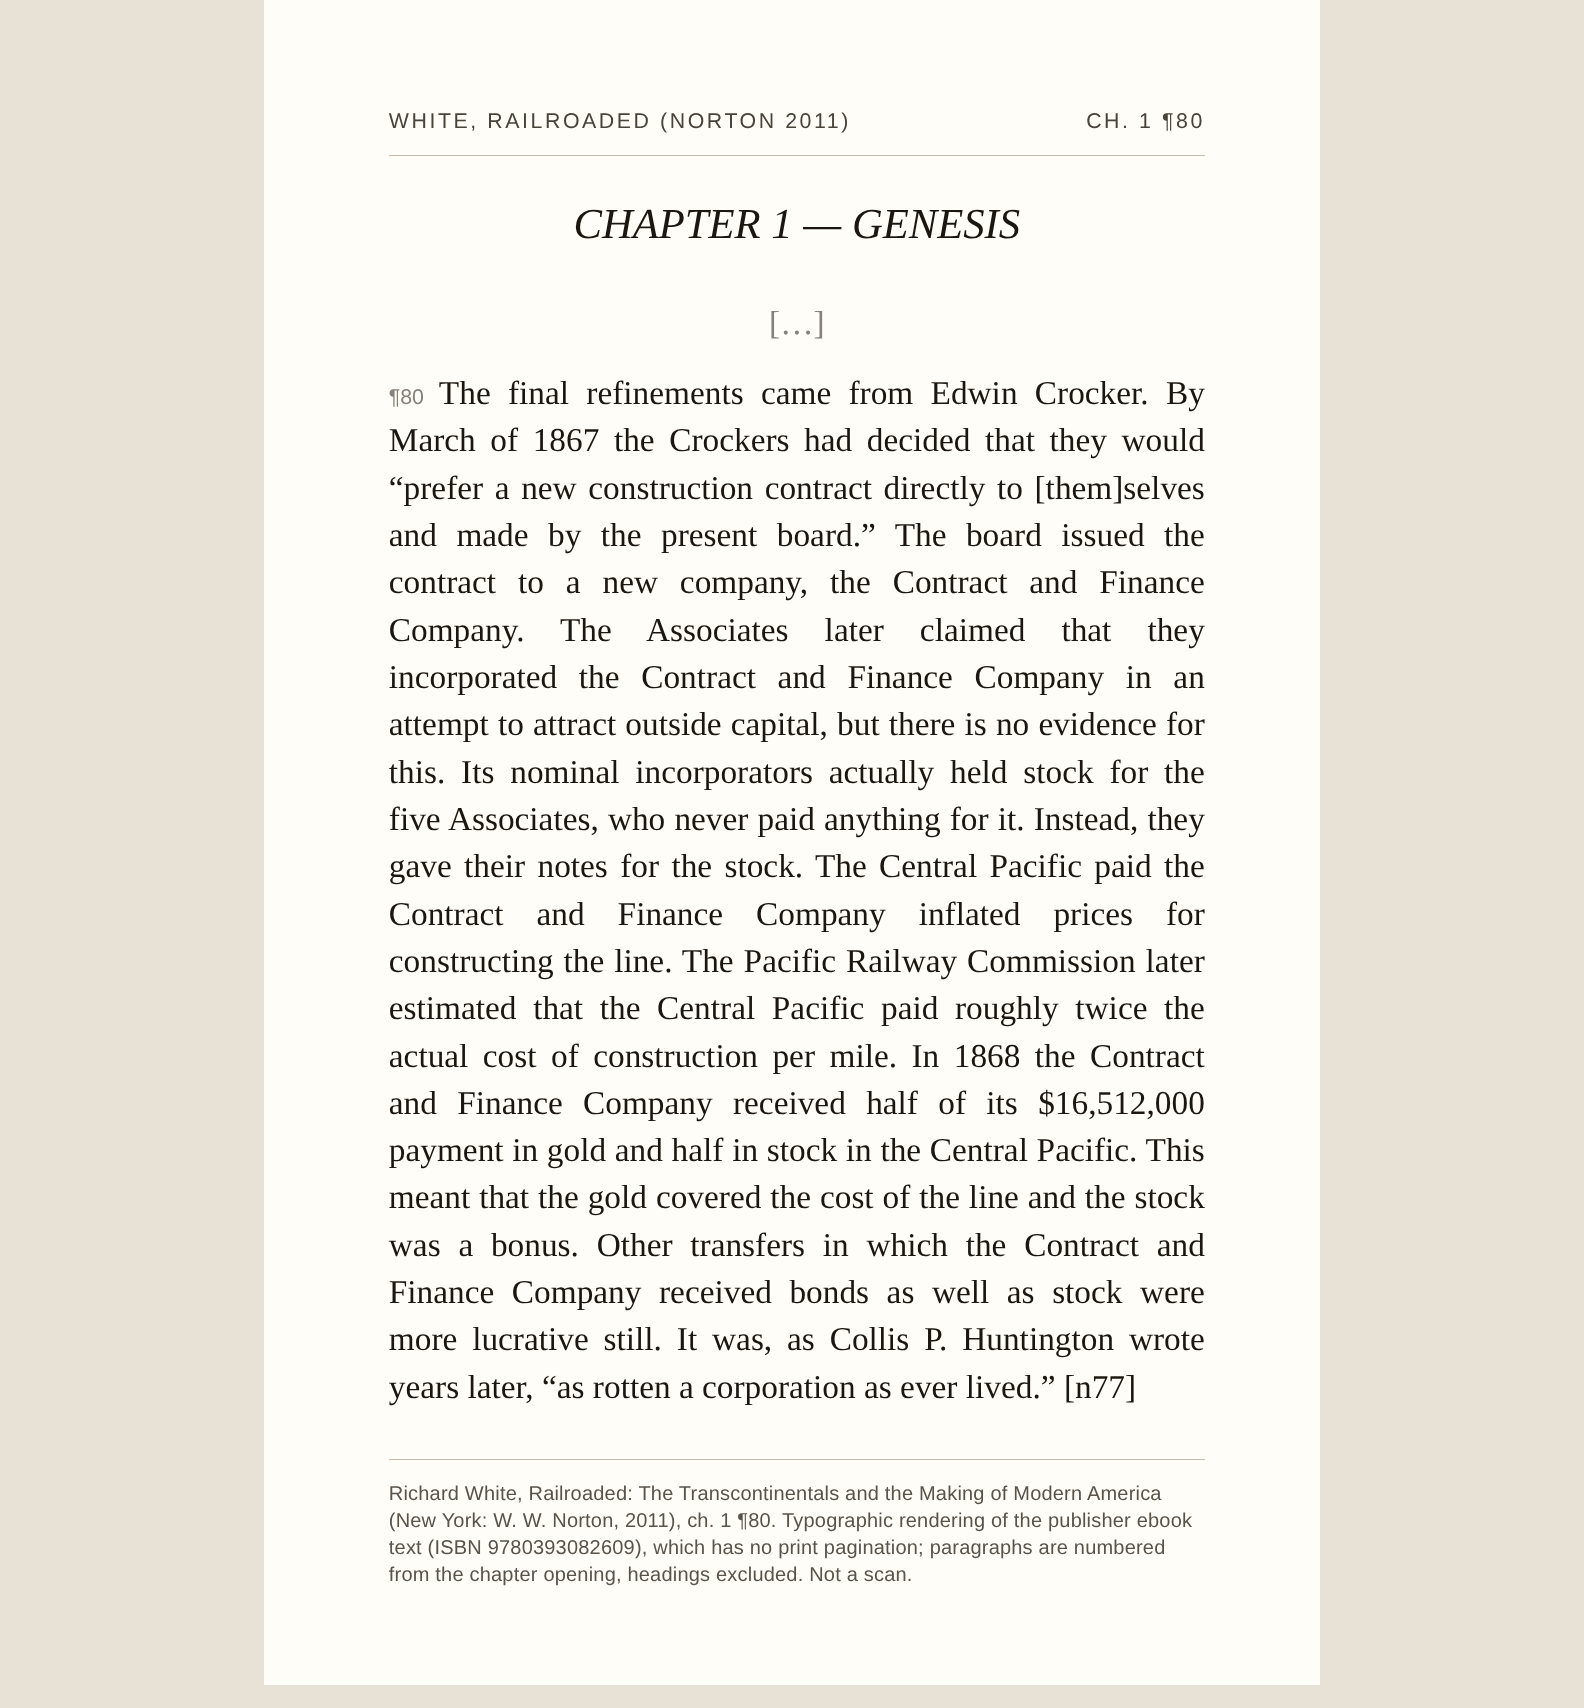 WHITE, RAILROADED (NORTON 2011)
CH. 1 ¶80
CHAPTER 1 — GENESIS
[…]
¶80 The final refinements came from Edwin Crocker. By
March of 1867 the Crockers had decided that they would
“prefer a new construction contract directly to [them]selves
and made by the present board.” The board issued the
contract to a new company, the Contract and Finance
Company. The Associates later claimed that they
incorporated the Contract and Finance Company in an
attempt to attract outside capital, but there is no evidence for
this. Its nominal incorporators actually held stock for the
five Associates, who never paid anything for it. Instead, they
gave their notes for the stock. The Central Pacific paid the
Contract and Finance Company inflated prices for
constructing the line. The Pacific Railway Commission later
estimated that the Central Pacific paid roughly twice the
actual cost of construction per mile. In 1868 the Contract
and Finance Company received half of its $16,512,000
payment in gold and half in stock in the Central Pacific. This
meant that the gold covered the cost of the line and the stock
was a bonus. Other transfers in which the Contract and
Finance Company received bonds as well as stock were
more lucrative still. It was, as Collis P. Huntington wrote
years later, “as rotten a corporation as ever lived.” [n77]
Richard White, Railroaded: The Transcontinentals and the Making of Modern America
(New York: W. W. Norton, 2011), ch. 1 ¶80. Typographic rendering of the publisher ebook
text (ISBN 9780393082609), which has no print pagination; paragraphs are numbered
from the chapter opening, headings excluded. Not a scan.